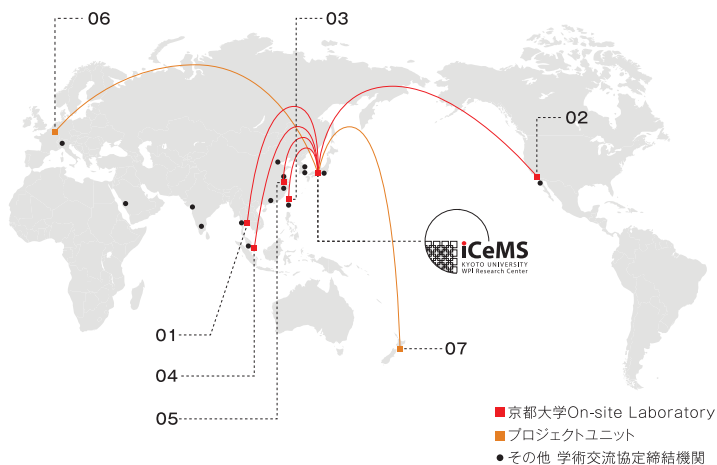 06
03
02
iCeMS
KYOTO UNIVERSITY
WPI Research Center
01
07
04
05
京都大学On-site Laboratory
プロジェクトユニット
その他 学術交流協定締結機関